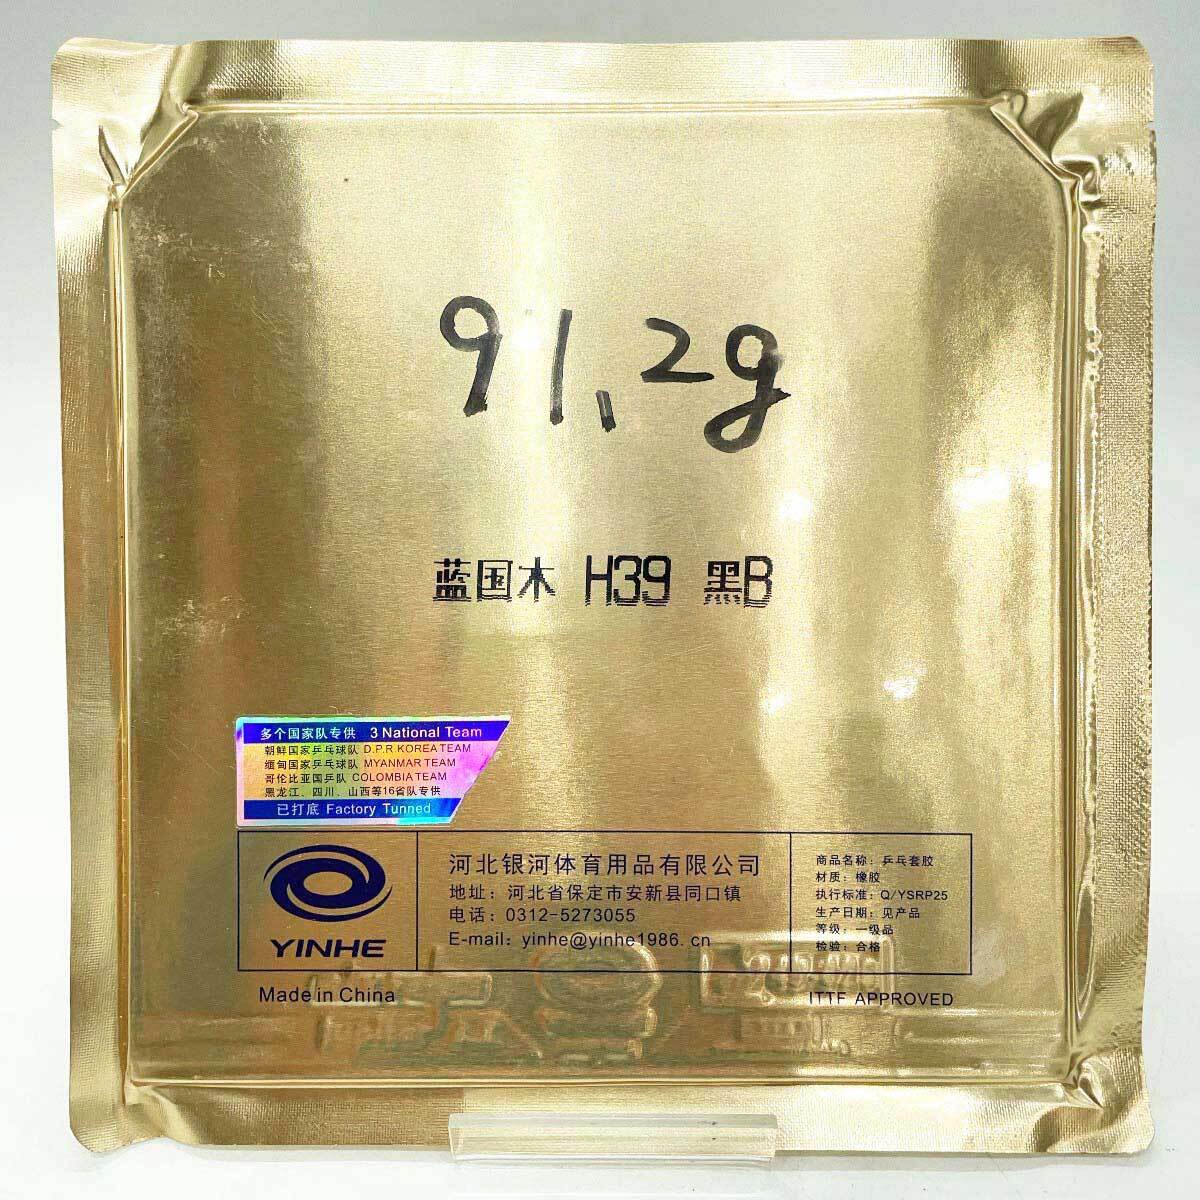 91.2g
蓝国木 H39 黑B
多个国家队专供 3 National Team
朝鲜国家乒乓球队 D.P.R.KOREA TEAM
缅甸国家乒乓球队 MYANMAR TEAM
哥伦比亚国乒队 COLOMBIA TEAM
黑龙江、四川、山西等16省队专供
已打底 Factory Tunned
YINHE
河北银河体育用品有限公司
地址：河北省保定市安新县同口镇
电话：0312-5273055
E-mail：yinhe@yinhe1986.cn
商品名称：乒乓套胶
材质：橡胶
执行标准：Q/YSRP25
生产日期：见产品
等级：一级品
检验：合格
Made in China
ITTF APPROVED